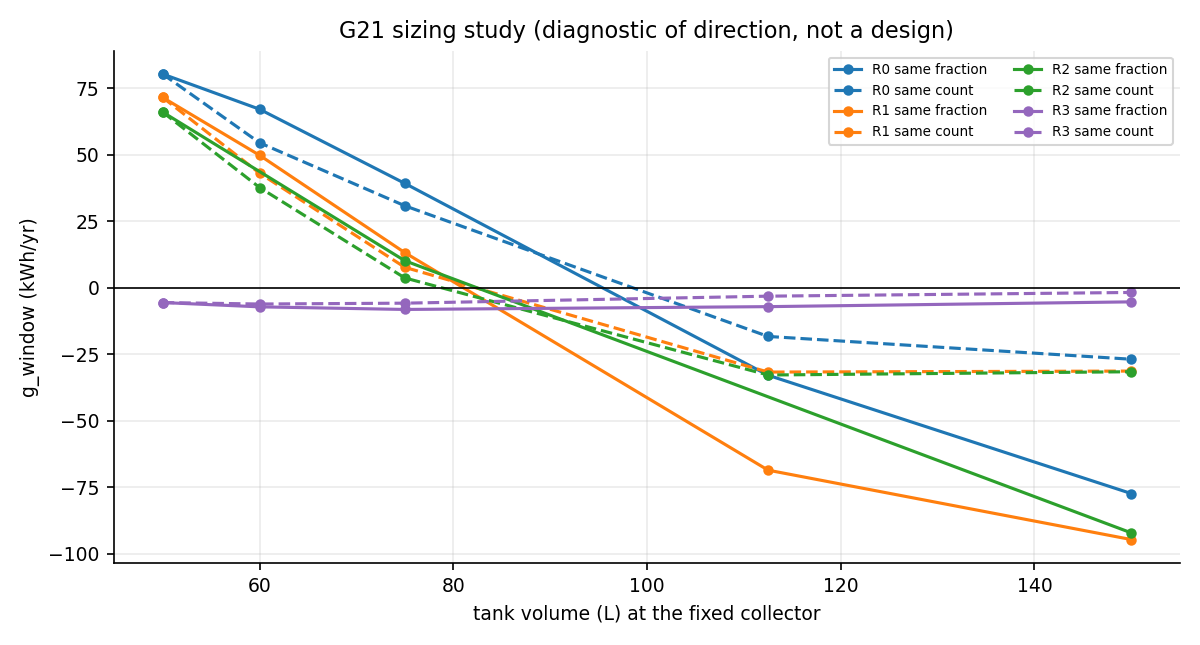 G21 sizing study (diagnostic of direction, not a design)
R0 same fraction
R0 same count
R1 same fraction
R1 same count
R2 same fraction
R2 same count
R3 same fraction
R3 same count
g_window (kWh/yr)
75
50
25
0
−25
−50
−75
−100
60
80
100
120
140
tank volume (L) at the fixed collector